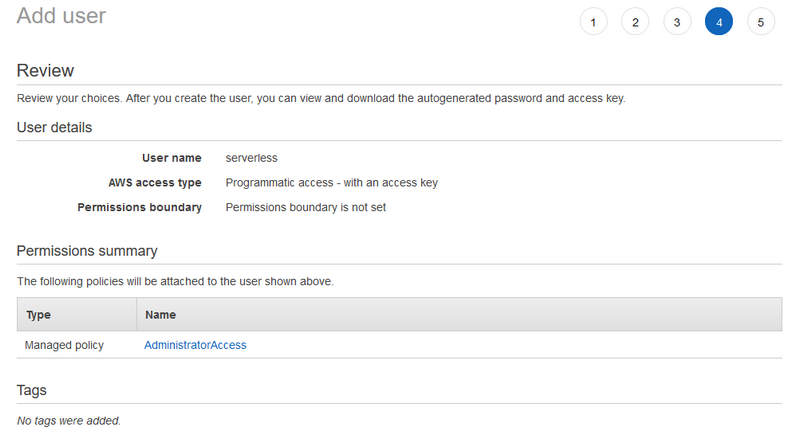 Add user
1 2 3 4 5
Review
Review your choices. After you create the user, you can view and download the autogenerated password and access key.
User details
User name serverless
AWS access type Programmatic access - with an access key
Permissions boundary Permissions boundary is not set
Permissions summary
The following policies will be attached to the user shown above.
Type Name
Managed policy AdministratorAccess
Tags
No tags were added.